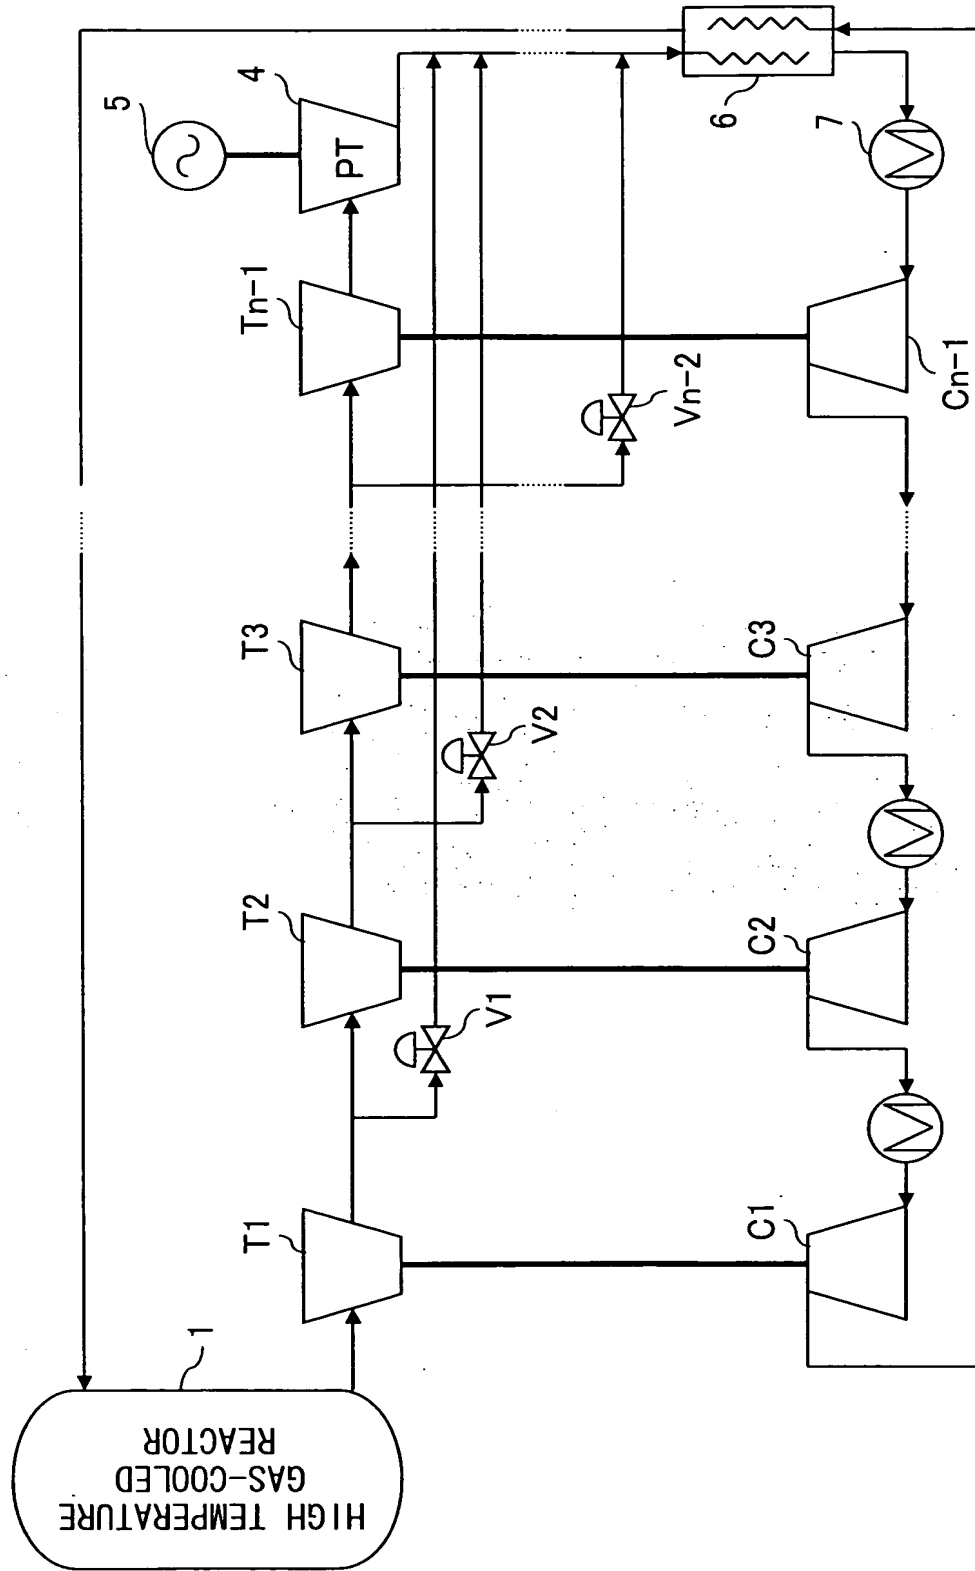 HIGH TEMPERATURE
GAS-COOLED
REACTOR
1
T1
T2
T3
Tn-1
PT
4
5
V1
V2
Vn-2
6
7
C1
C2
C3
Cn-1